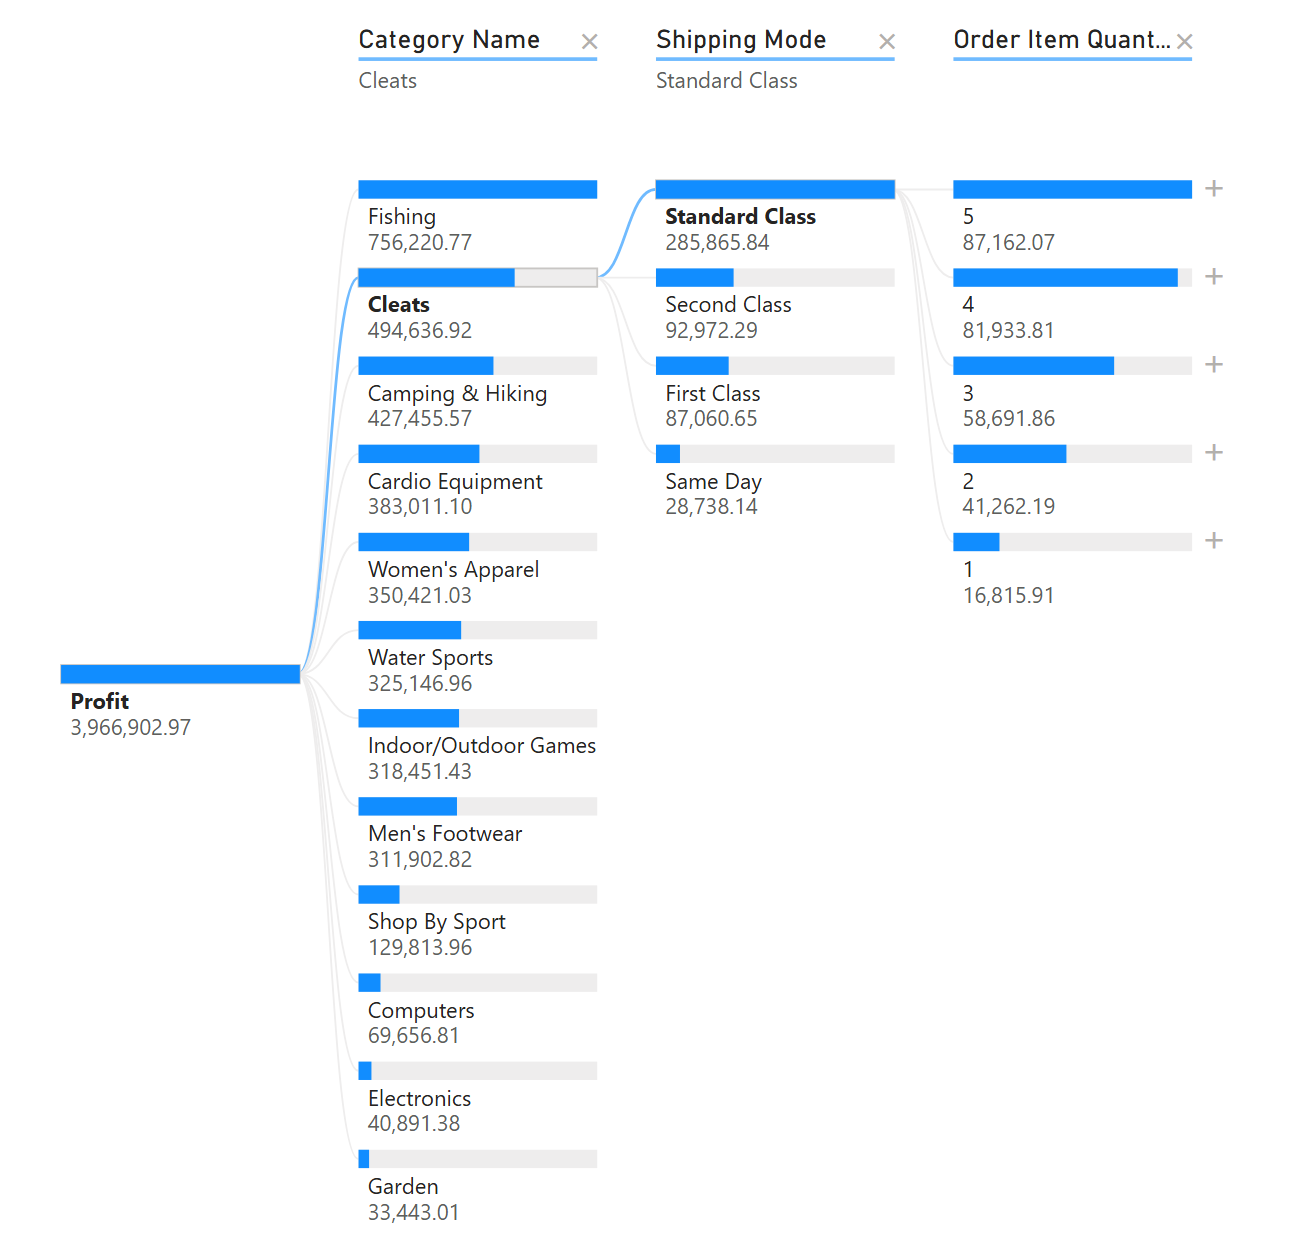 Category Name
Shipping Mode
Order Item Quant...
Cleats
Standard Class
Profit
3,966,902.97
Fishing
756,220.77
Cleats
494,636.92
Camping & Hiking
427,455.57
Cardio Equipment
383,011.10
Women's Apparel
350,421.03
Water Sports
325,146.96
Indoor/Outdoor Games
318,451.43
Men's Footwear
311,902.82
Shop By Sport
129,813.96
Computers
69,656.81
Electronics
40,891.38
Garden
33,443.01
Standard Class
285,865.84
Second Class
92,972.29
First Class
87,060.65
Same Day
28,738.14
5
87,162.07
4
81,933.81
3
58,691.86
2
41,262.19
1
16,815.91